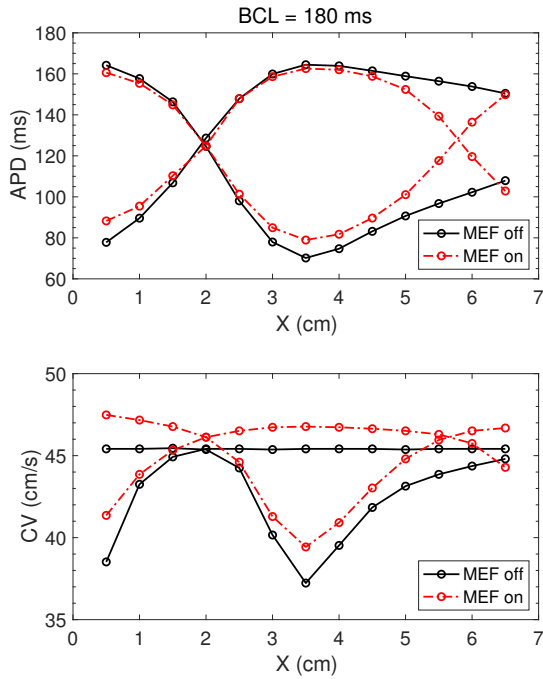 BCL = 180 ms
180
160
140
120
100
80
60
APD (ms)
MEF off
MEF on
0 1 2 3 4 5 6 7
X (cm)
50
45
40
35
CV (cm/s)
MEF off
MEF on
0 1 2 3 4 5 6 7
X (cm)